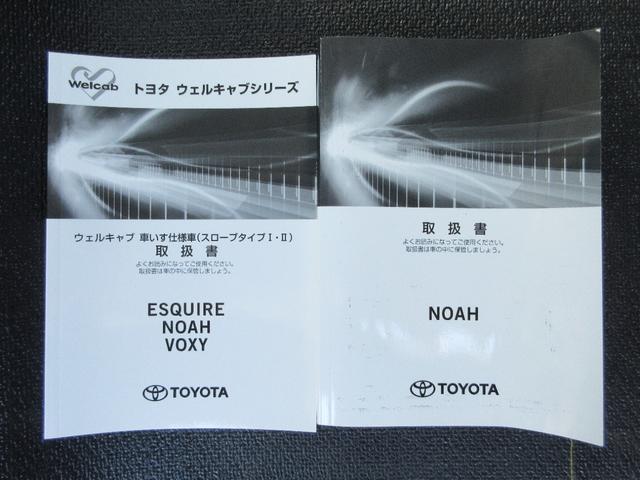 Welcab
トヨタ ウェルキャブシリーズ
ウェルキャブ 車いす仕様車(スロープタイプⅠ・Ⅱ)
取扱書
よくお読みになってご使用ください。
取扱書は車の中に保管しましょう。
ESQUIRE
NOAH
VOXY
TOYOTA
取扱書
よくお読みになってご使用ください。
取扱書は車の中に保管しましょう。
NOAH
TOYOTA